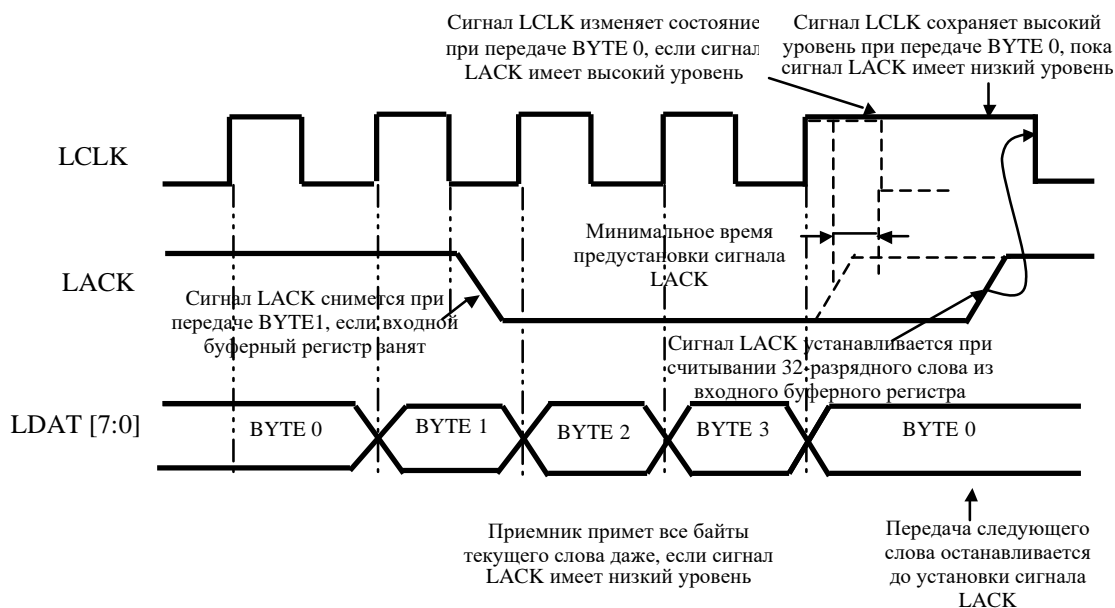 Сигнал LCLK изменяет состояние
при передаче BYTE 0, если сигнал
LACK имеет высокий уровень
Сигнал LCLK сохраняет высокий
уровень при передаче BYTE 0, пока
сигнал LACK имеет низкий уровень
LCLK
Минимальное время
предустановки сигнала
LACK
LACK
Сигнал LACK снимется при
передаче BYTE1, если входной
буферный регистр занят
Сигнал LACK устанавливается при
считывании 32-разрядного слова из
входного буферного регистра
LDAT [7:0]
BYTE 0
BYTE 1
BYTE 2
BYTE 3
BYTE 0
Приемник примет все байты
текущего слова даже, если сигнал
LACK имеет низкий уровень
Передача следующего
слова останавливается
до установки сигнала
LACK